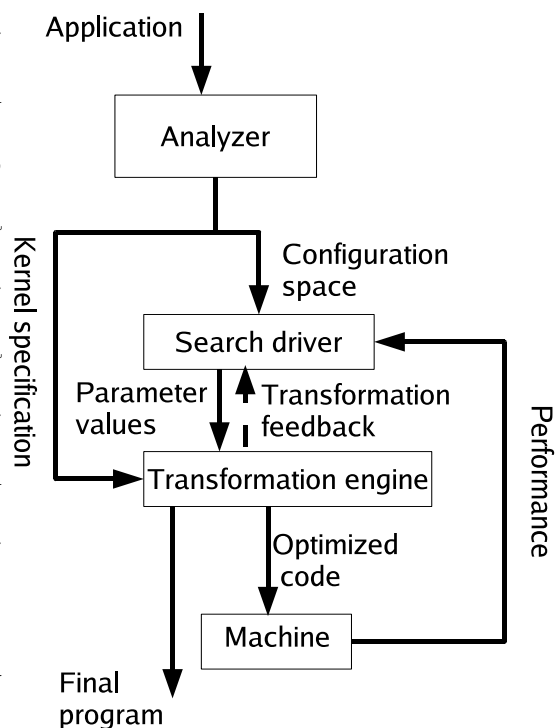 Application
Analyzer
Kernel specification
Configuration
space
Search driver
Parameter
values
Transformation
feedback
Performance
Transformation engine
Optimized
code
Machine
Final
program